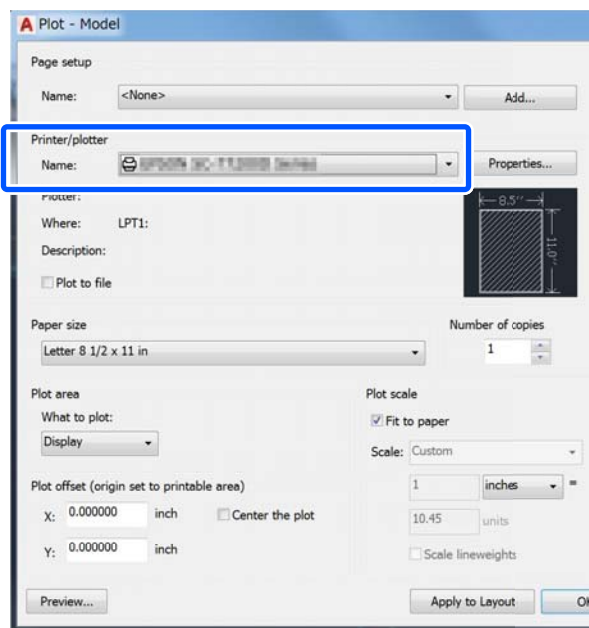 Plot - Model
Page setup
Name: <None> Add...
Printer/plotter
Name: Properties...
Plotter:
Where: LPT1:
Description:
Plot to file
8.5''
11.0''
Paper size
Number of copies
Letter 8 1/2 x 11 in
1
Plot area
Plot scale
What to plot:
Fit to paper
Display
Scale: Custom
Plot offset (origin set to printable area)
1 inches =
X: 0.000000 inch Center the plot
10.45 units
Y: 0.000000 inch
Scale lineweights
Preview... Apply to Layout